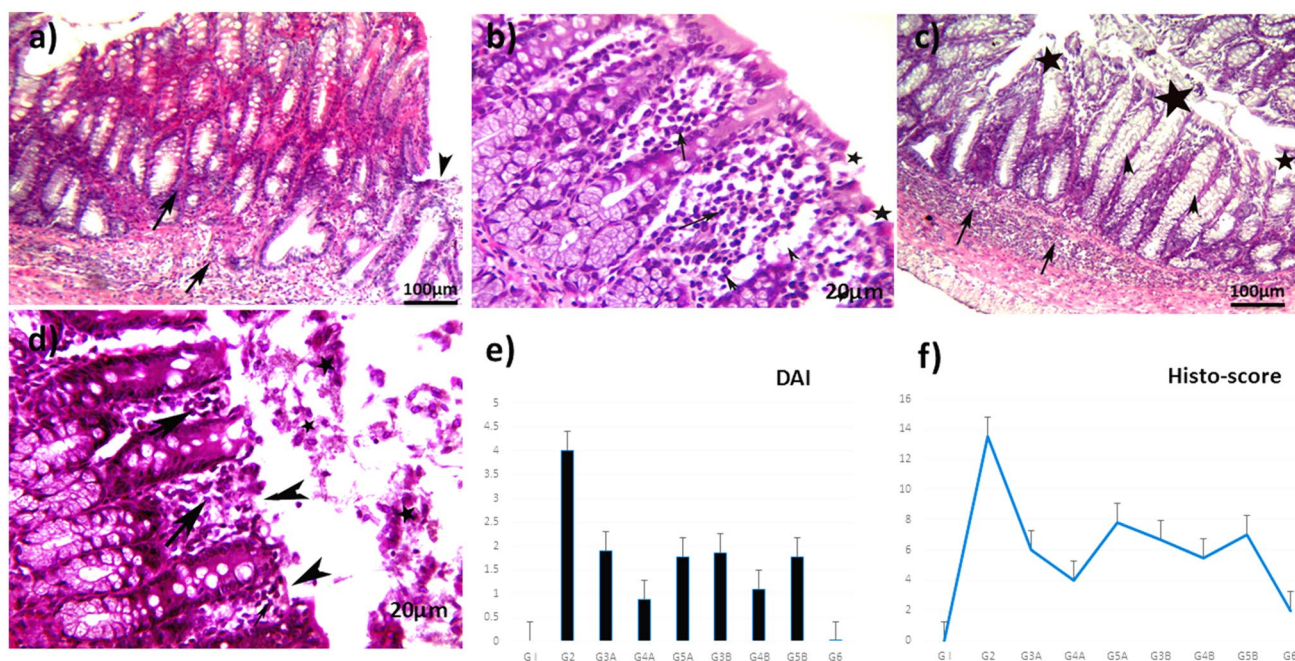 a)
100µm
b)
20µm
c)
100µm
d)
20µm
e)
DAI
5
4.5
4
3.5
3
2.5
2
1.5
1
0.5
0
G I
G2
G3A
G4A
G5A
G3B
G4B
G5B
G6
f)
Histo-score
16
14
12
10
8
6
4
2
0
G I
G2
G3A
G4A
G5A
G3B
G4B
G5B
G6